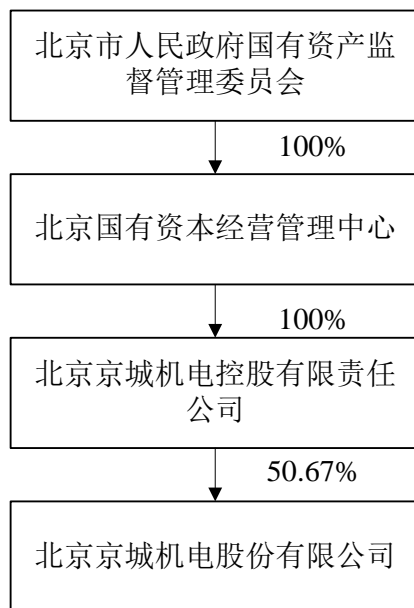 北京市人民政府国有资产监
督管理委员会
100%
北京国有资本经营管理中心
100%
北京京城机电控股有限责任
公司
50.67%
北京京城机电股份有限公司